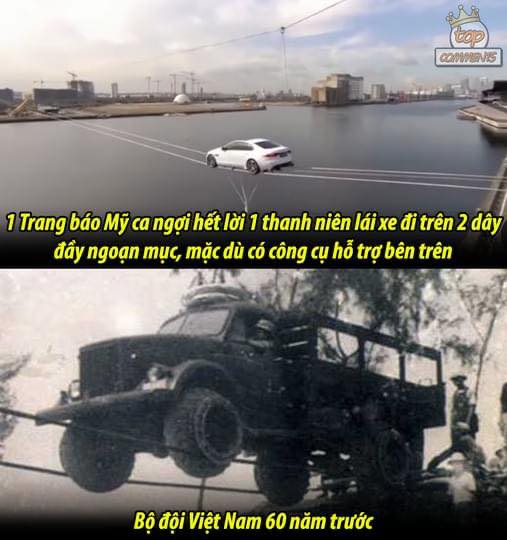 top
COMMENTS
1 Trang báo Mỹ ca ngợi hết lời 1 thanh niên lái xe đi trên 2 dây
đầy ngoạn mục, mặc dù có công cụ hỗ trợ bên trên
Bộ đội Việt Nam 60 năm trước